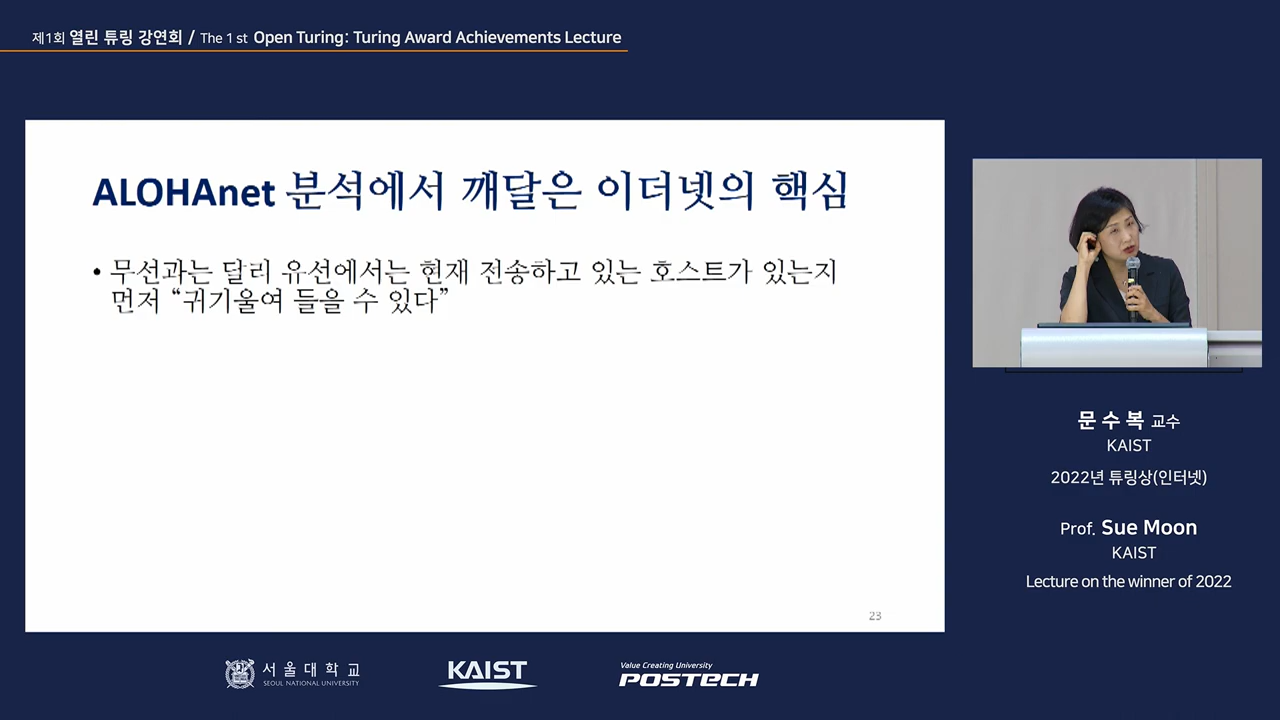 제1회 열린 튜링 강연회 / The 1 st Open Turing: Turing Award Achievements Lecture
ALOHAnet 분석에서 깨달은 이더넷의 핵심
• 무선과는 달리 유선에서는 현재 전송하고 있는 호스트가 있는지
먼저 “귀기울여 들을 수 있다”
23
문수복 교수
KAIST
2022년 튜링상(인터넷)
Prof. Sue Moon
KAIST
Lecture on the winner of 2022
서울대학교
SEOUL NATIONAL UNIVERSITY
KAIST
Value Creating University
POSTECH